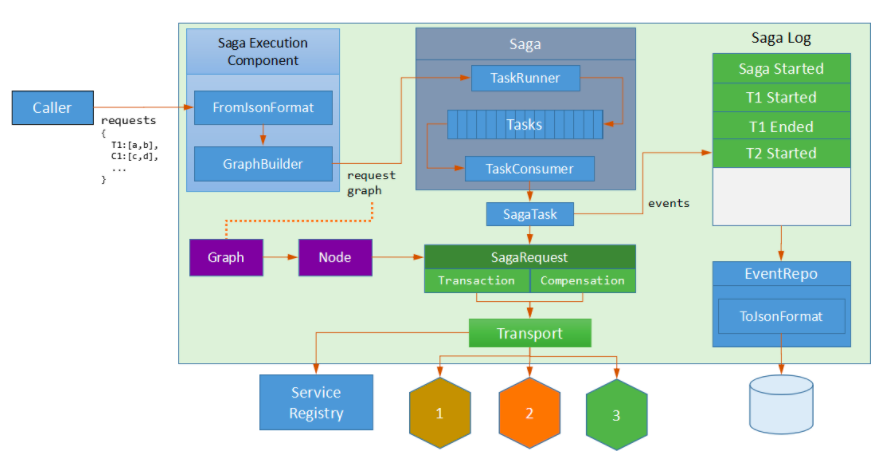 Saga Execution
Component
Saga
Saga Log
Caller
requests
{
T1:[a,b],
C1:[c,d],
...
}
FromJsonFormat
GraphBuilder
request
graph
TaskRunner
Tasks
TaskConsumer
SagaTask
events
Saga Started
T1 Started
T1 Ended
T2 Started
Graph
Node
SagaRequest
Transaction
Compensation
EventRepo
ToJsonFormat
Transport
Service
Registry
1
2
3